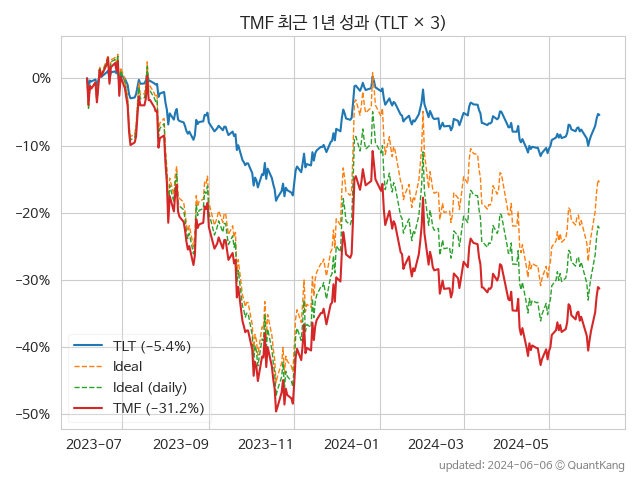 TMF 최근 1년 성과 (TLT × 3)
0%
−10%
−20%
−30%
−40%
−50%
TLT (−5.4%)
Ideal
Ideal (daily)
TMF (−31.2%)
2023-07 2023-09 2023-11 2024-01 2024-03 2024-05
updated: 2024-06-06 ⓒ QuantKang